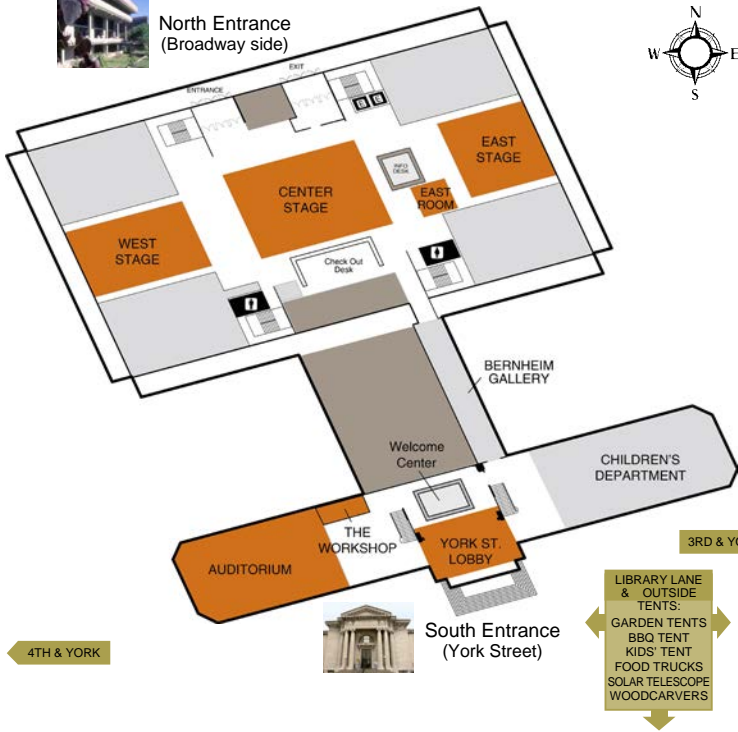 North Entrance
(Broadway side)
N
W
E
S
EXIT
ENTRANCE
EAST
STAGE
INFO
DESK
CENTER
STAGE
EAST
ROOM
WEST
STAGE
Check Out
Desk
BERNHEIM
GALLERY
Welcome
Center
CHILDREN'S
DEPARTMENT
THE
WORKSHOP
YORK ST.
LOBBY
AUDITORIUM
3RD & YO
LIBRARY LANE
& OUTSIDE
TENTS:
GARDEN TENTS
BBQ TENT
KIDS' TENT
FOOD TRUCKS
SOLAR TELESCOPE
WOODCARVERS
South Entrance
(York Street)
4TH & YORK